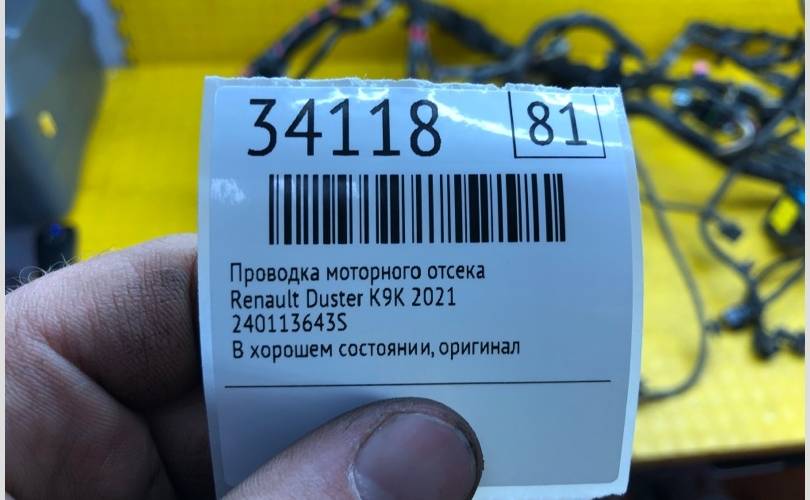 34118 81
Проводка моторного отсека
Renault Duster K9K 2021
240113643S
В хорошем состоянии, оригинал